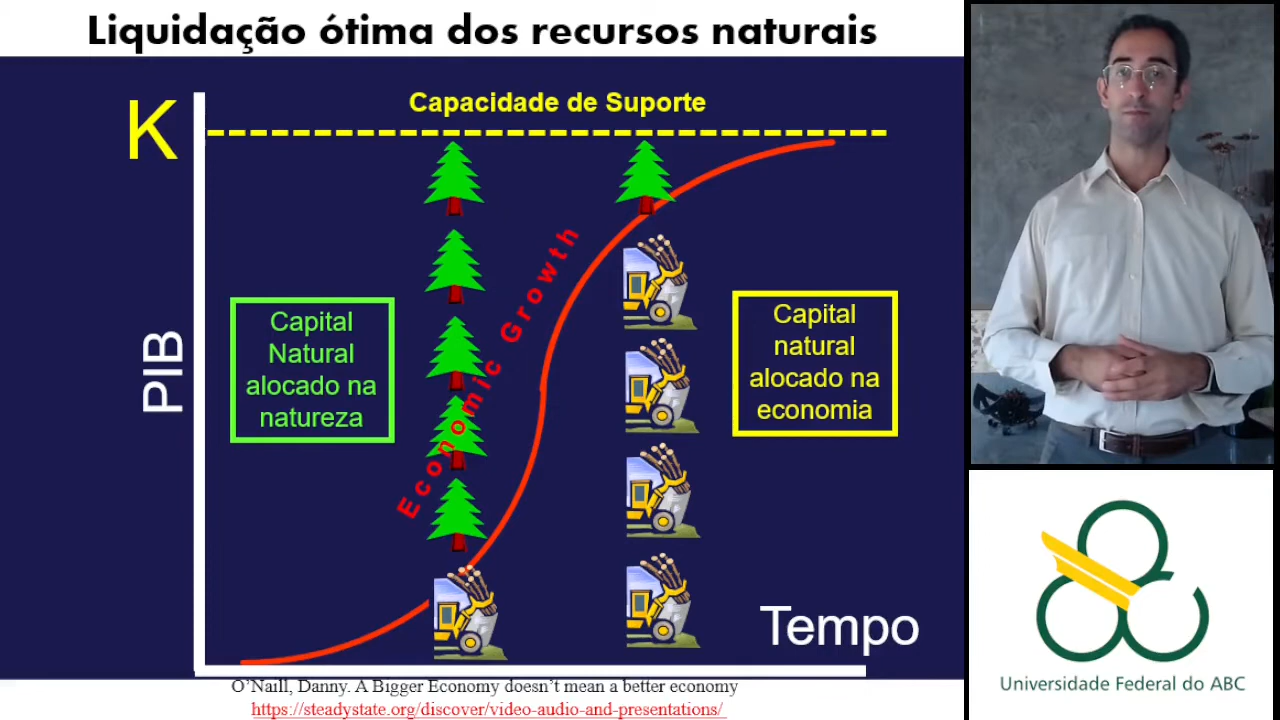 Liquidação ótima dos recursos naturais
K
Capacidade de Suporte
Economic Growth
Capital
Natural
alocado na
natureza
Capital
natural
alocado na
economia
PIB
Tempo
O'Naill, Danny. A Bigger Economy doesn't mean a better economy
https://steadystate.org/discover/video-audio-and-presentations/
Universidade Federal do ABC